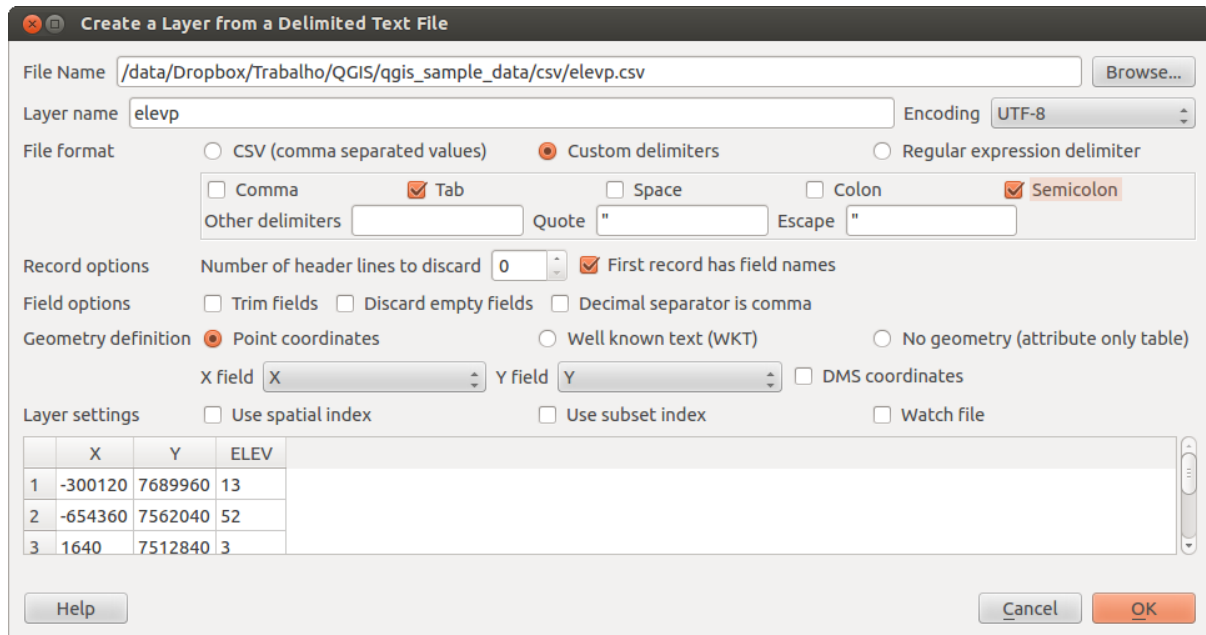 Create a Layer from a Delimited Text File
File Name /data/Dropbox/Trabalho/QGIS/qgis_sample_data/csv/elevp.csv Browse...
Layer name elevp Encoding UTF-8
File format CSV (comma separated values) Custom delimiters Regular expression delimiter
Comma Tab Space Colon Semicolon
Other delimiters Quote " Escape "
Record options Number of header lines to discard 0 First record has field names
Field options Trim fields Discard empty fields Decimal separator is comma
Geometry definition Point coordinates Well known text (WKT) No geometry (attribute only table)
X field X Y field Y DMS coordinates
Layer settings Use spatial index Use subset index Watch file
X Y ELEV
1 -300120 7689960 13
2 -654360 7562040 52
3 1640 7512840 3
Help Cancel OK